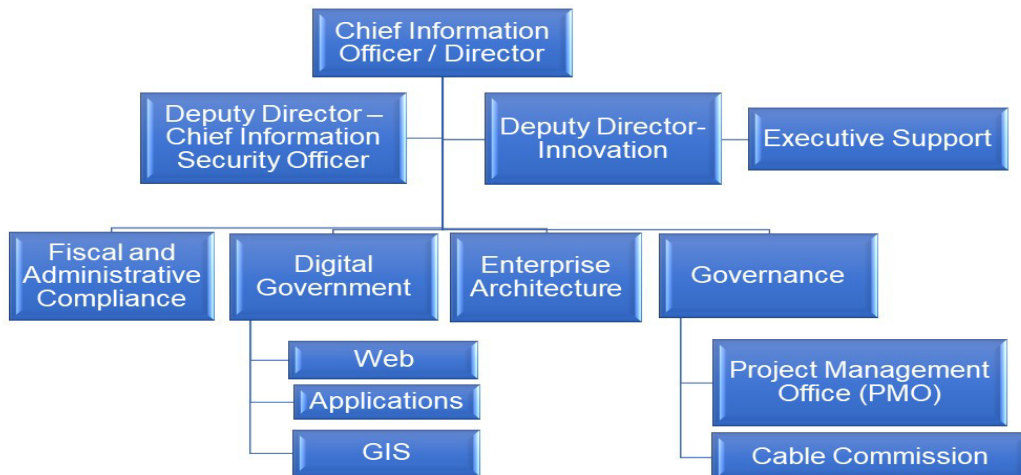 Chief Information
Officer / Director
Deputy Director –
Chief Information
Security Officer
Deputy Director-
Innovation
Executive Support
Fiscal and
Administrative
Compliance
Digital
Government
Enterprise
Architecture
Governance
Web
Applications
GIS
Project Management
Office (PMO)
Cable Commission